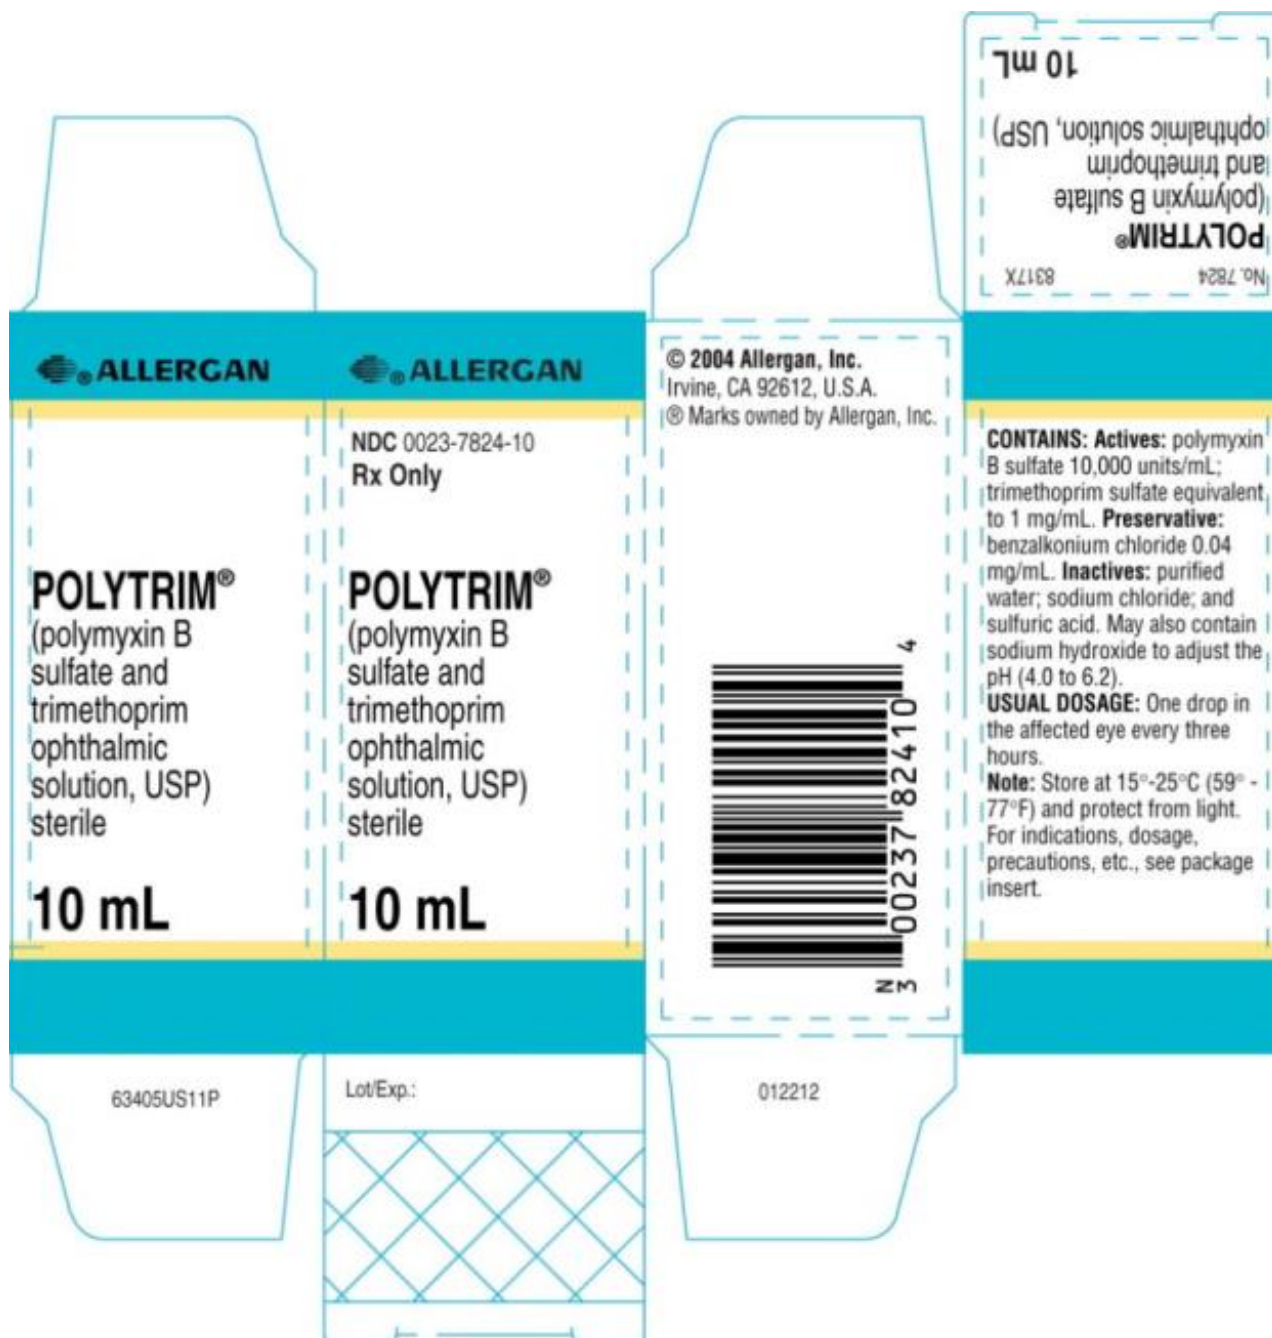 10 mL
(polymyxin B sulfate
and trimethoprim
ophthalmic solution, USP)
POLYTRIM®
No. 7824 8317X
® ALLERGAN
POLYTRIM®
(polymyxin B
sulfate and
trimethoprim
ophthalmic
solution, USP)
sterile
10 mL
63405US11P
® ALLERGAN
NDC 0023-7824-10
Rx Only
POLYTRIM®
(polymyxin B
sulfate and
trimethoprim
ophthalmic
solution, USP)
sterile
10 mL
Lot/Exp.:
© 2004 Allergan, Inc.
Irvine, CA 92612, U.S.A.
® Marks owned by Allergan, Inc.
N
3 00237 82410 4
012212
CONTAINS: Actives: polymyxin
B sulfate 10,000 units/mL;
trimethoprim sulfate equivalent
to 1 mg/mL. Preservative:
benzalkonium chloride 0.04
mg/mL. Inactives: purified
water; sodium chloride; and
sulfuric acid. May also contain
sodium hydroxide to adjust the
pH (4.0 to 6.2).
USUAL DOSAGE: One drop in
the affected eye every three
hours.
Note: Store at 15°-25°C (59° -
77°F) and protect from light.
For indications, dosage,
precautions, etc., see package
insert.